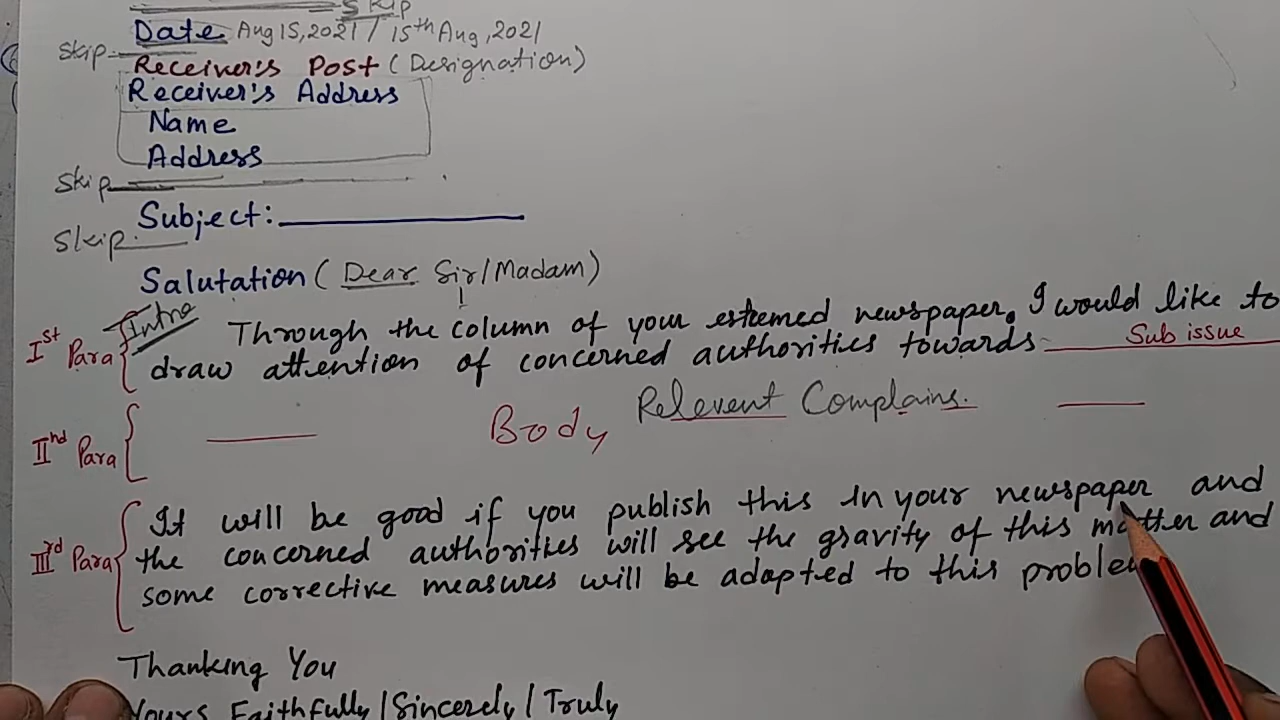 Skip
Date Aug 15, 2021 / 15th Aug, 2021
Skip
Receiver's Post (Designation)
Receiver's Address
Name
Address
Skip
Subject:
Skip
Salutation (Dear Sir/Madam)
Ist Para Intro Through the column of your esteemed newspaper. I would like to
draw attention of concerned authorities towards Sub issue
IInd Para Body Relevent Complains.
IIIrd Para It will be good if you publish this in your newspaper and
the concerned authorities will see the gravity of this matter and
some corrective measures will be adapted to this problem
Thanking You
Yours Faithfully / Sincerely / Truly